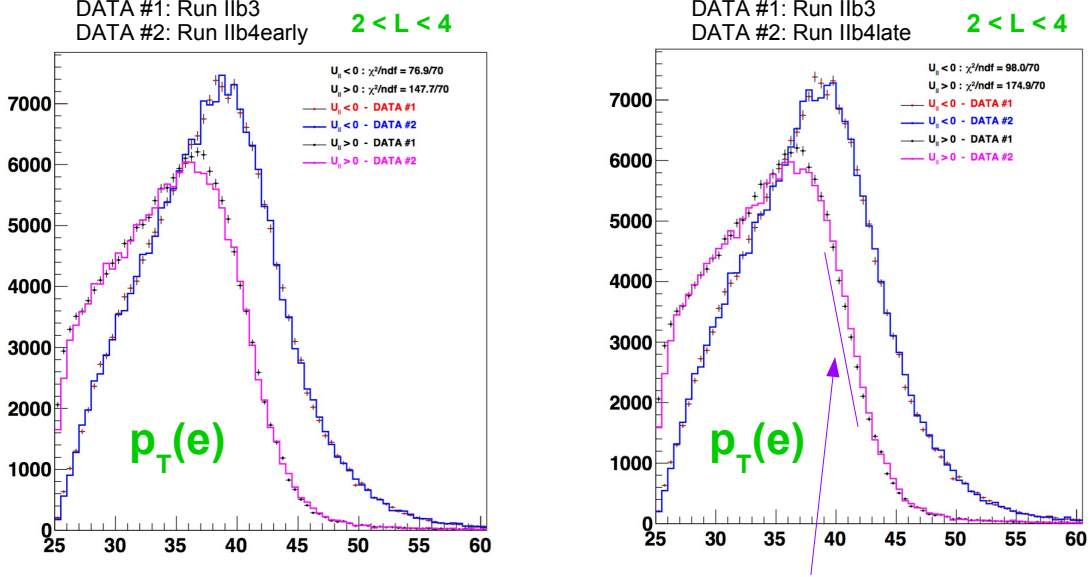 DATA #1: Run IIb3
DATA #2: Run IIb4early
2 < L < 4
U|| < 0 : χ²/ndf = 76.9/70
U|| > 0 : χ²/ndf = 147.7/70
U|| < 0 - DATA #1
U|| < 0 - DATA #2
U|| > 0 - DATA #1
U|| > 0 - DATA #2
7000
6000
5000
4000
3000
2000
1000
0
pT(e)
25 30 35 40 45 50 55 60
DATA #1: Run IIb3
DATA #2: Run IIb4late
2 < L < 4
U|| < 0 : χ²/ndf = 98.0/70
U|| > 0 : χ²/ndf = 174.9/70
U|| < 0 - DATA #1
U|| < 0 - DATA #2
U|| > 0 - DATA #1
U|| > 0 - DATA #2
7000
6000
5000
4000
3000
2000
1000
0
pT(e)
25 30 35 40 45 50 55 60